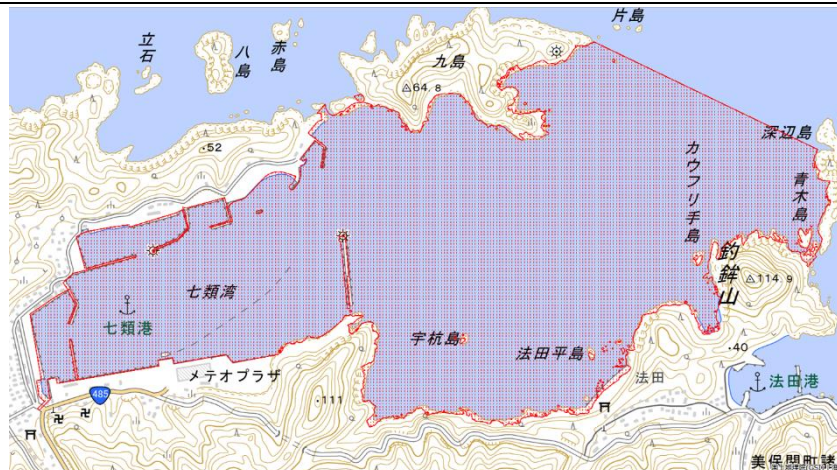 片島
立石
八島
赤島
九島
64.8
52
深辺島
カウフリ手島
青木島
釣鉾山
114.9
七類湾
七類港
宇杭島
法田平島
40
メテオプラザ
法田
法田港
485
111
美保関町諸